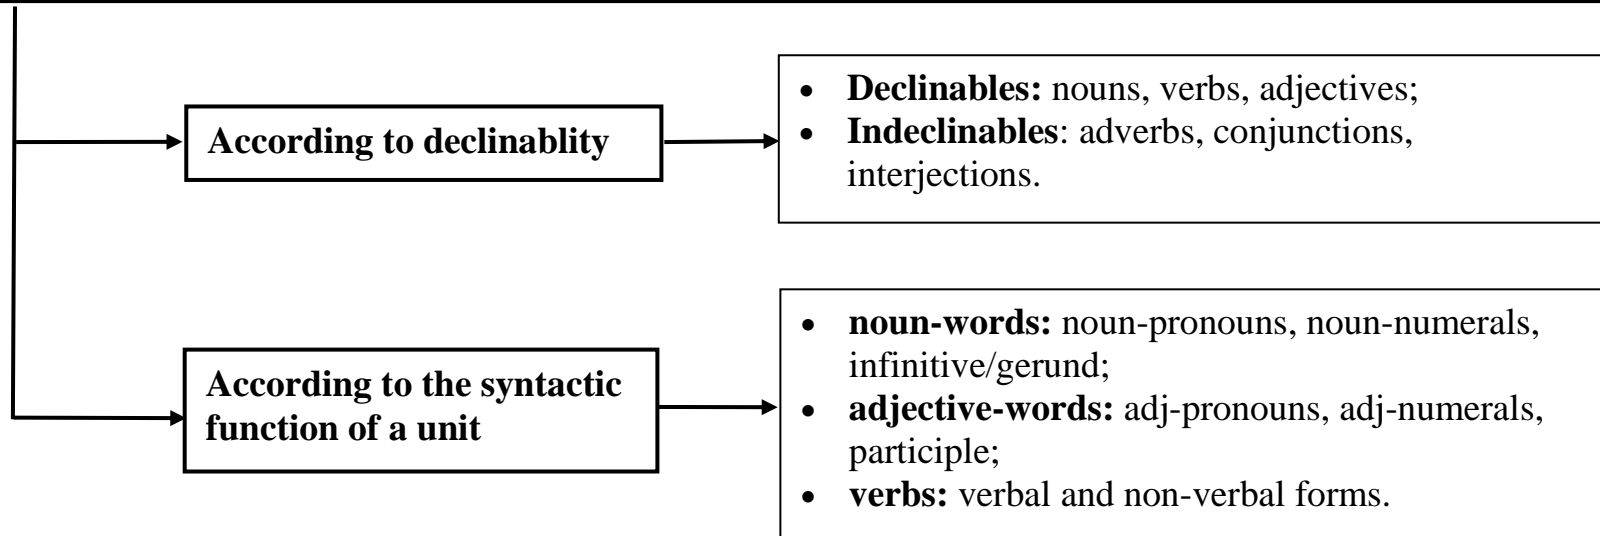 According to declinablity
• Declinables: nouns, verbs, adjectives;
• Indeclinables: adverbs, conjunctions,
interjections.
According to the syntactic
function of a unit
• noun-words: noun-pronouns, noun-numerals,
infinitive/gerund;
• adjective-words: adj-pronouns, adj-numerals,
participle;
• verbs: verbal and non-verbal forms.